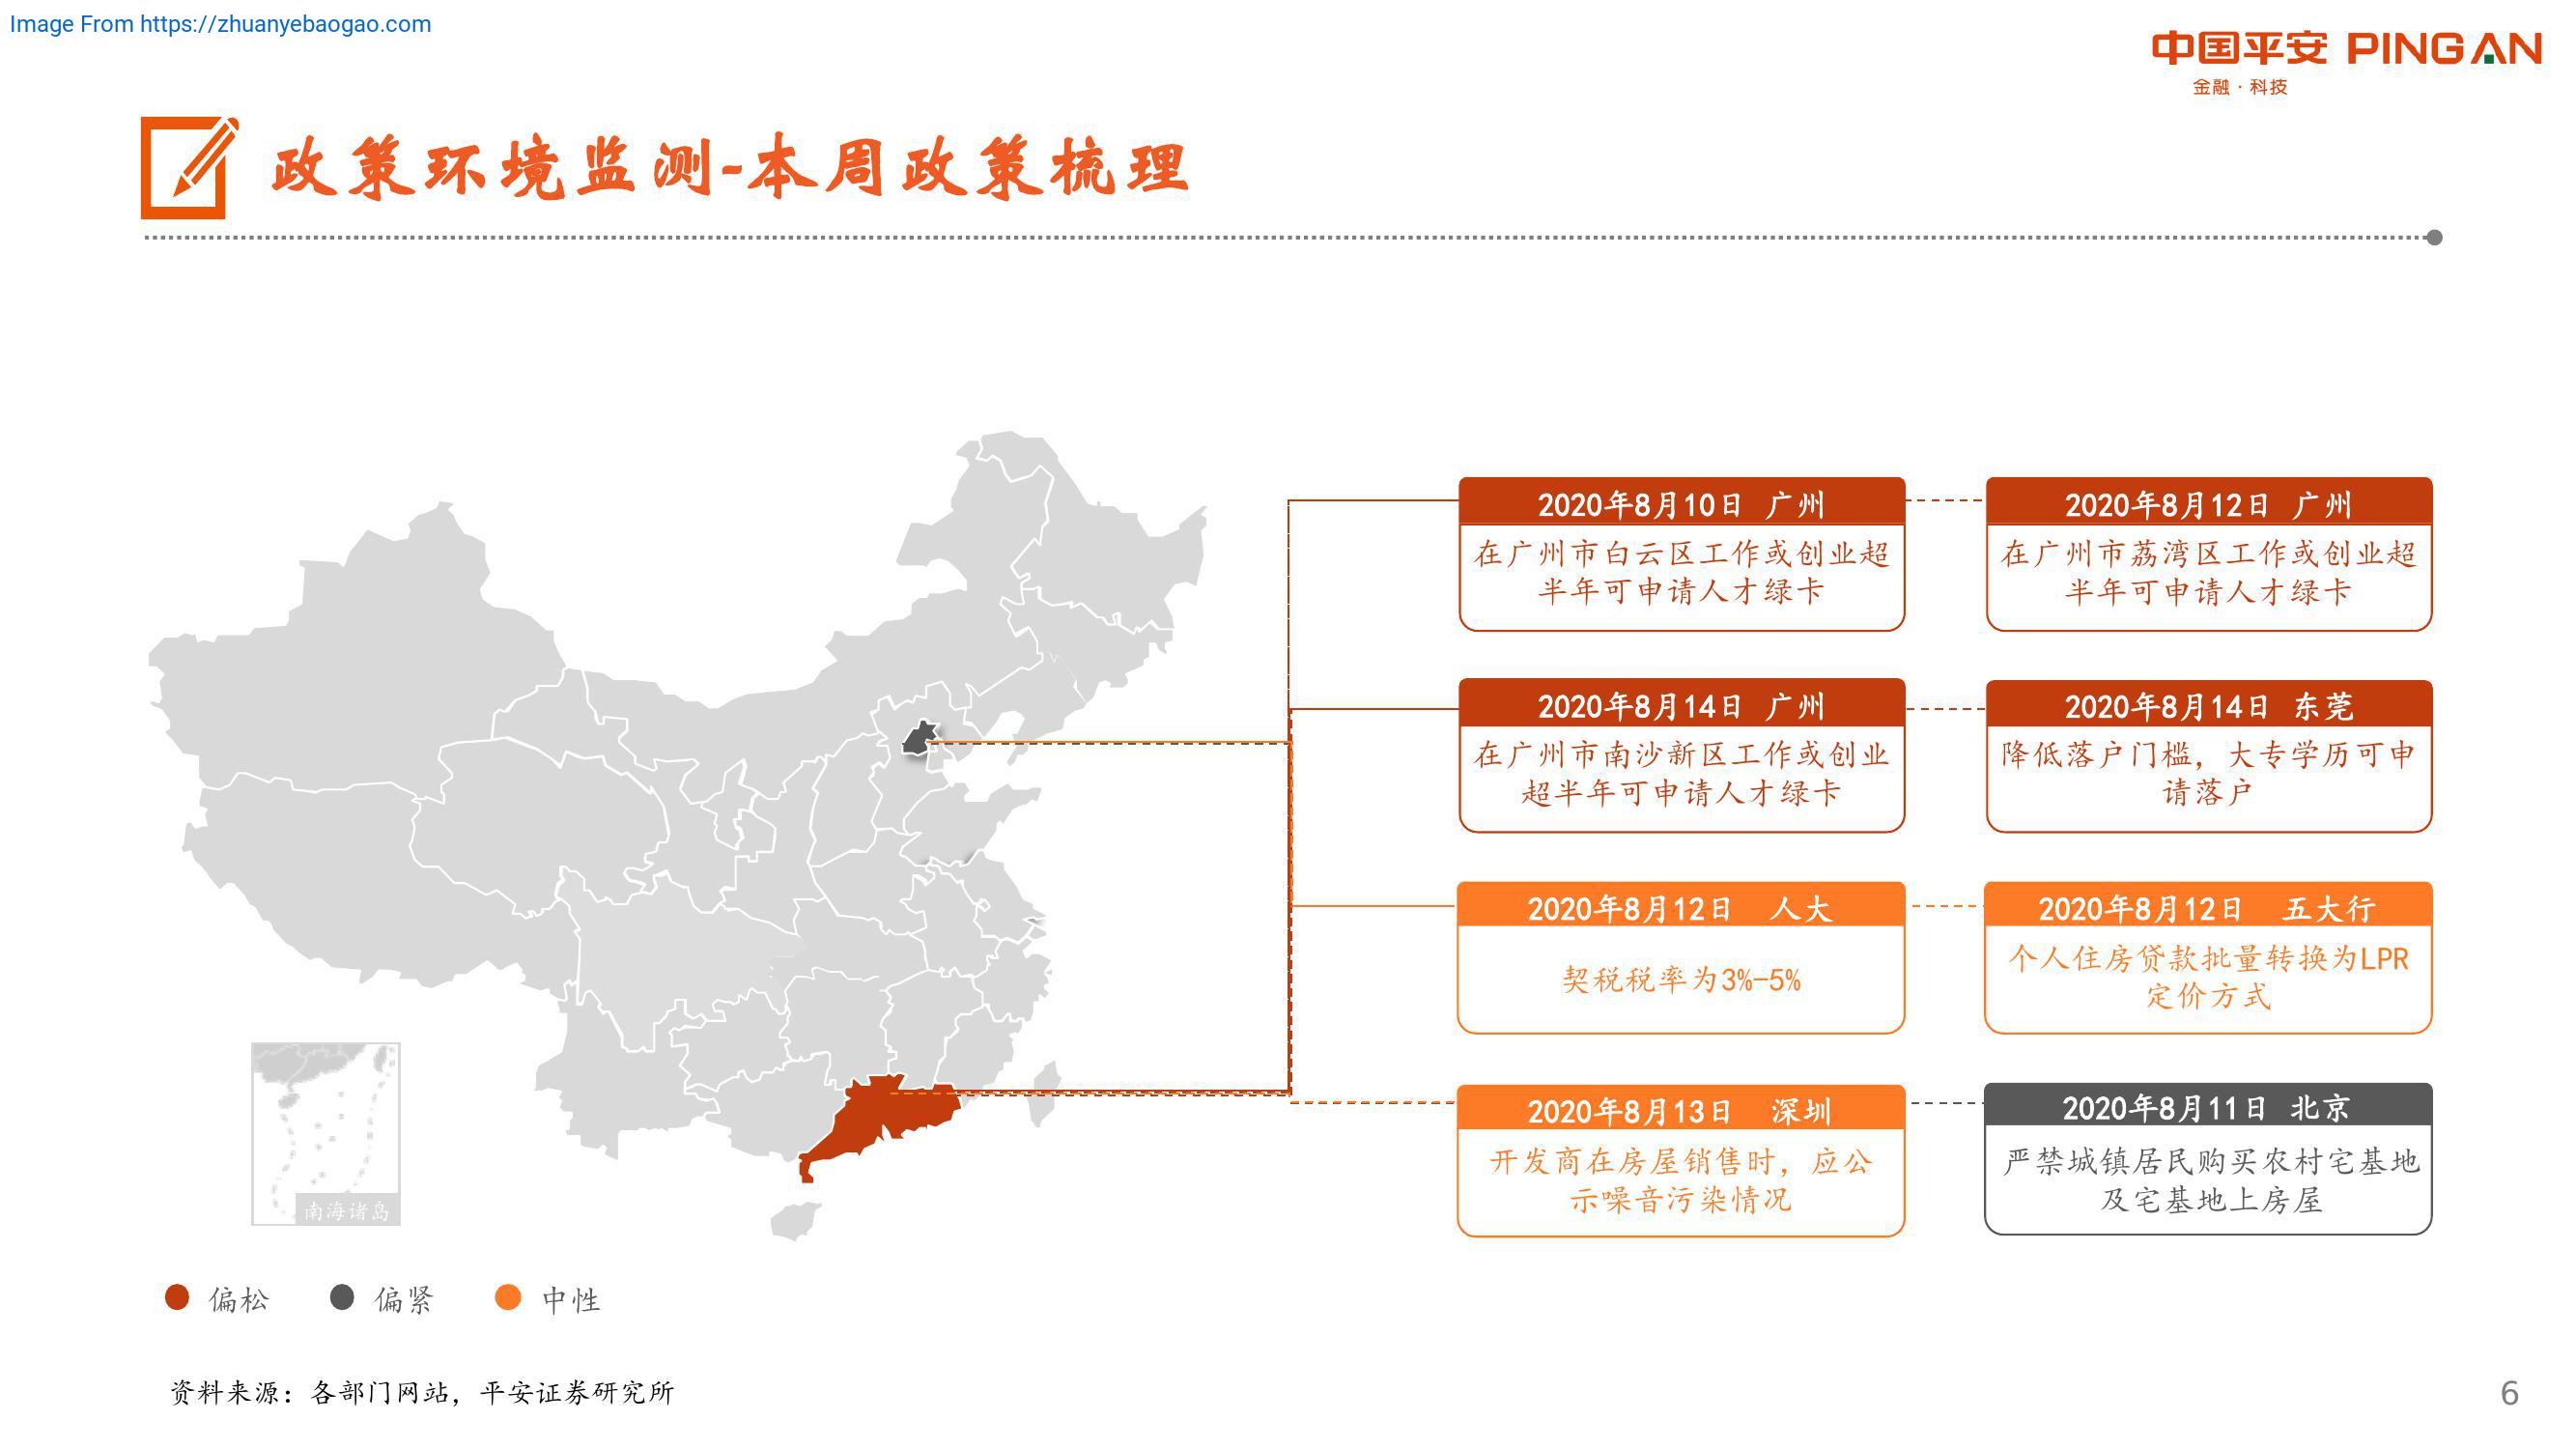 Image From https://zhuanyebaogao.com
中国平安 PINGAN
金融·科技
政策环境监测-本周政策梳理
2020年8月10日 广州
在广州市白云区工作或创业超
半年可申请人才绿卡
2020年8月12日 广州
在广州市荔湾区工作或创业超
半年可申请人才绿卡
2020年8月14日 广州
在广州市南沙新区工作或创业
超半年可申请人才绿卡
2020年8月14日 东莞
降低落户门槛，大专学历可申
请落户
2020年8月12日 人大
契税税率为3%-5%
2020年8月12日 五大行
个人住房贷款批量转换为LPR
定价方式
2020年8月13日 深圳
开发商在房屋销售时，应公
示噪音污染情况
2020年8月11日 北京
严禁城镇居民购买农村宅基地
及宅基地上房屋
南海诸岛
偏松 偏紧 中性
资料来源：各部门网站，平安证券研究所
6